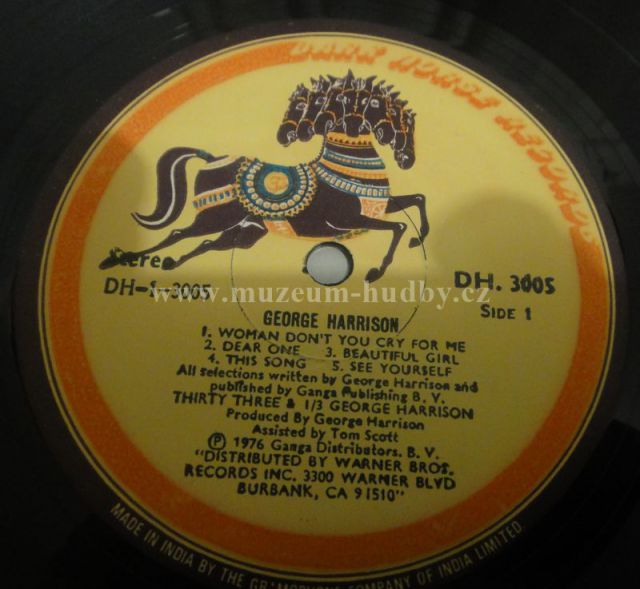 DARK HORSE RECORDS
Stereo
DH-1-3005
DH. 3005
SIDE 1
www.muzeum-hudby.cz
GEORGE HARRISON
1. WOMAN DON'T YOU CRY FOR ME
2. DEAR ONE 3. BEAUTIFUL GIRL
4. THIS SONG 5. SEE YOURSELF
All selections written by George Harrison and
published by Ganga Publishing B. V.
THIRTY THREE & 1/3 GEORGE HARRISON
Produced By George Harrison
Assisted by Tom Scott
Ⓟ 1976 Ganga Distributors. B. V.
"DISTRIBUTED BY WARNER BROS.
RECORDS INC. 3300 WARNER BLVD
BURBANK, CA 91510"
MADE IN INDIA BY THE GRAMOPHONE COMPANY OF INDIA LIMITED